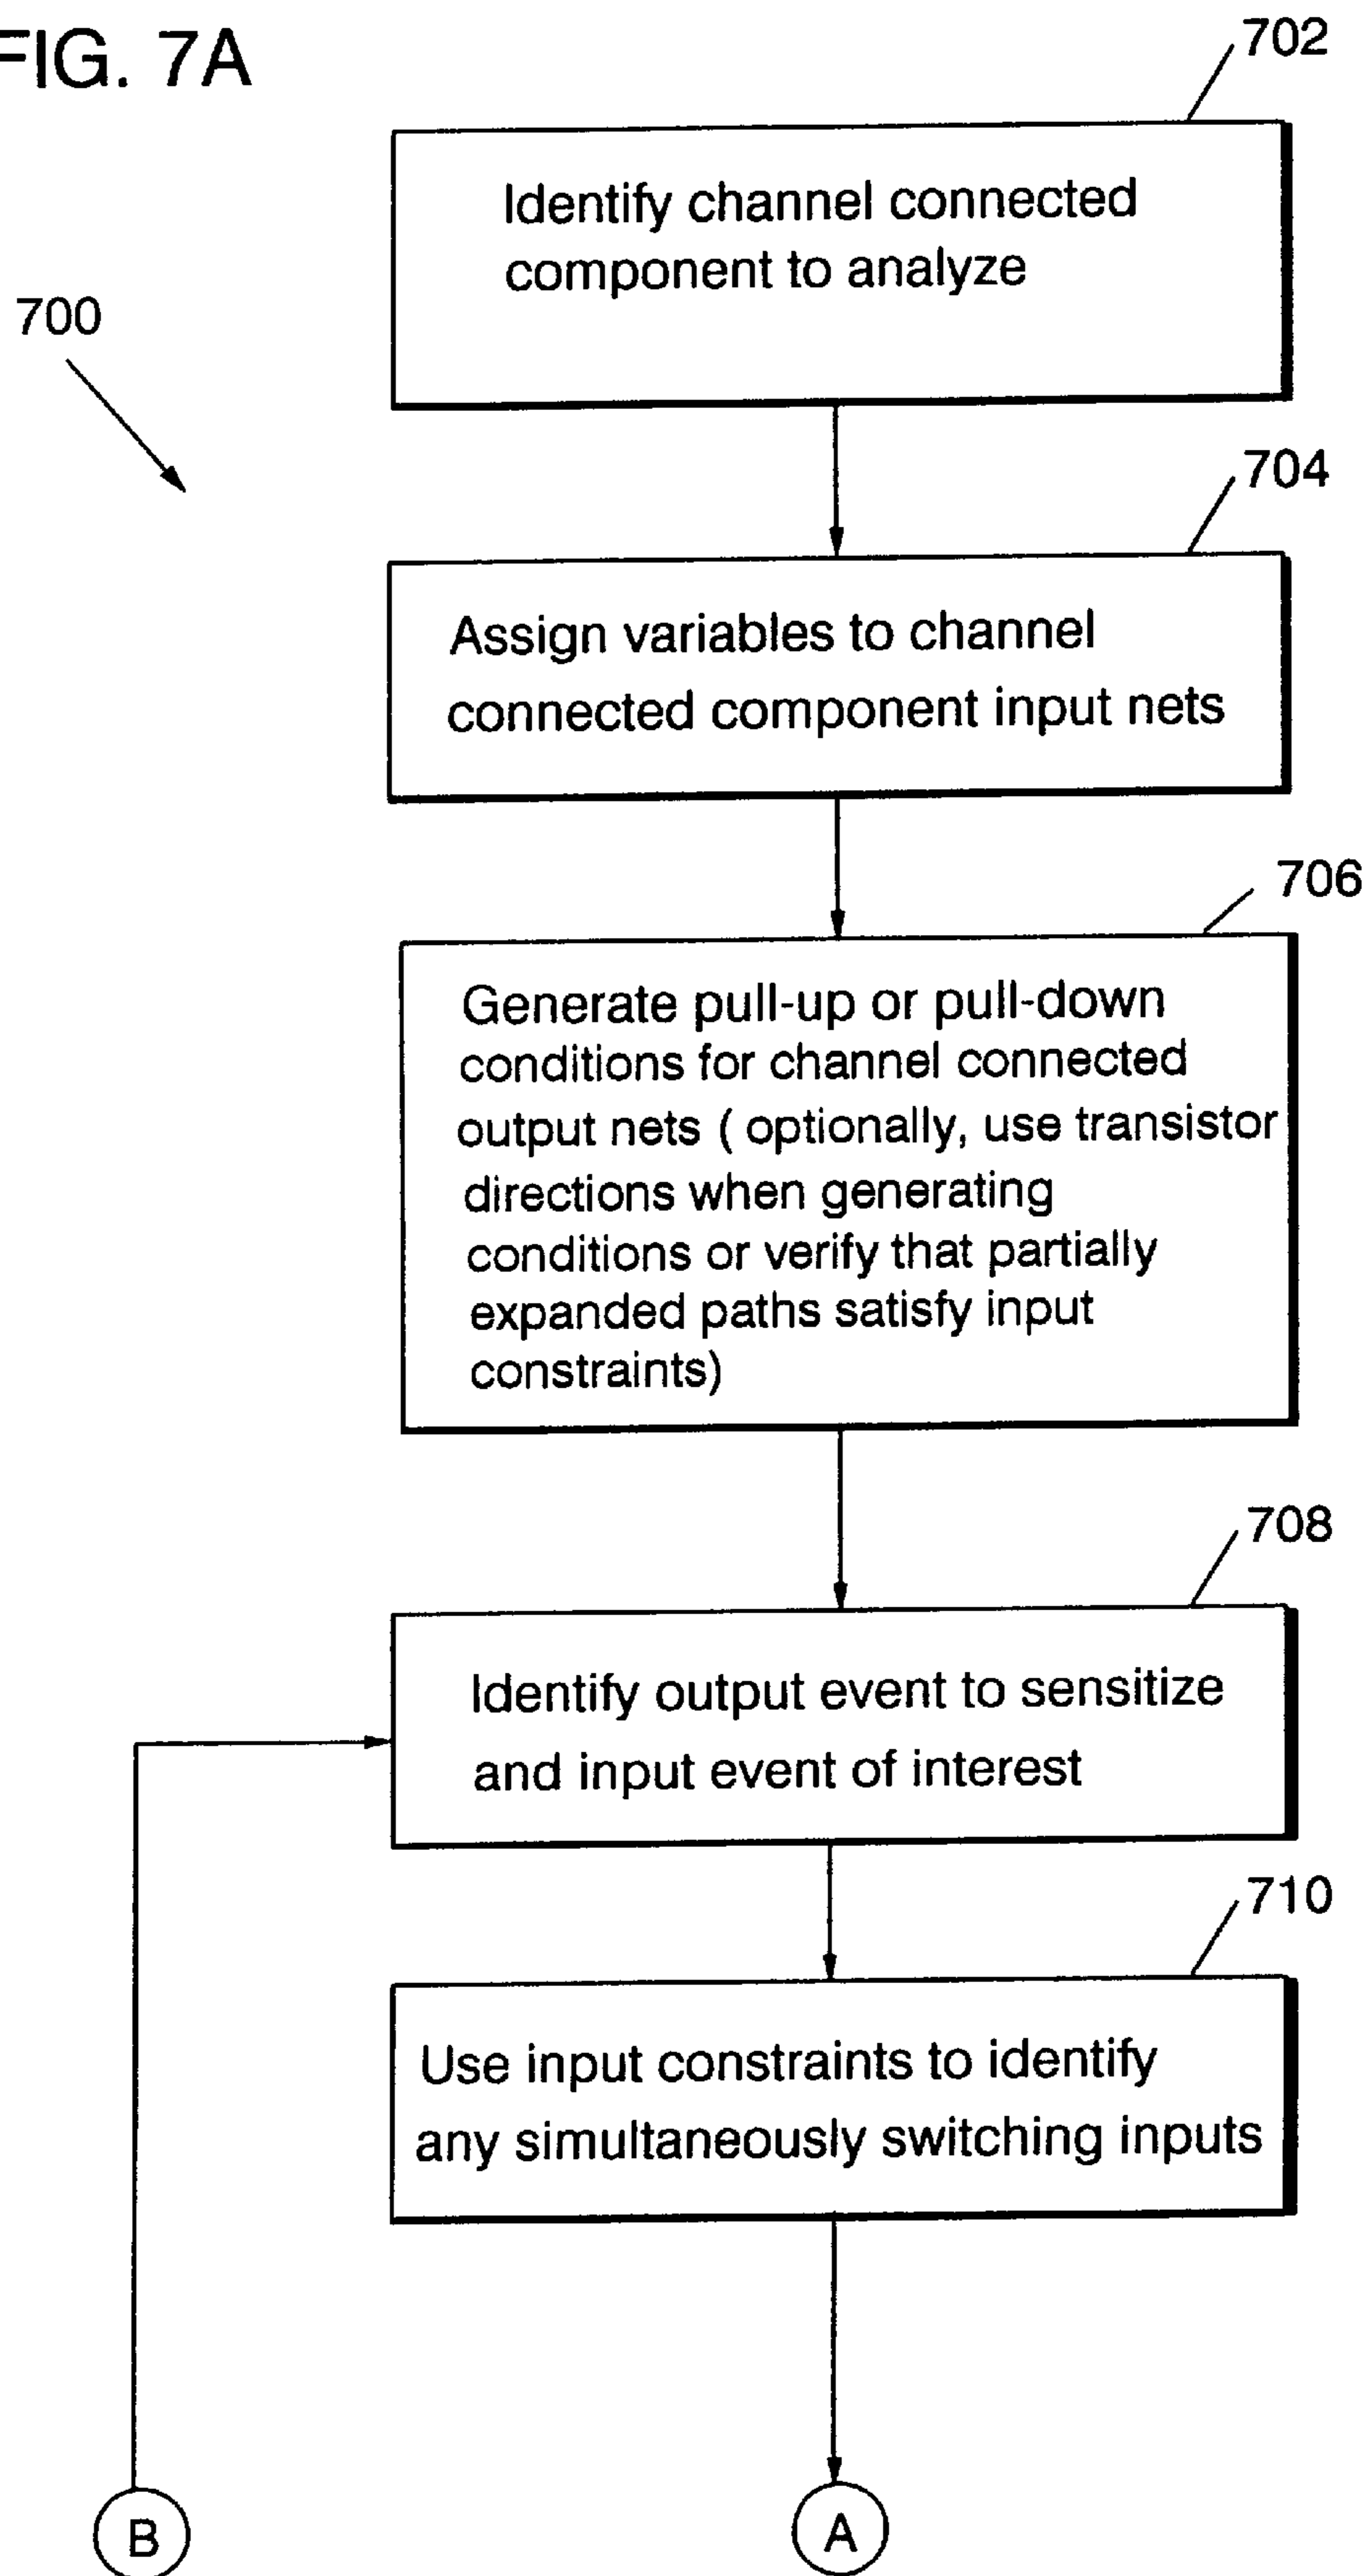 FIG. 7A
702
Identify channel connected
component to analyze
700
704
Assign variables to channel
connected component input nets
706
Generate pull-up or pull-down
conditions for channel connected
output nets ( optionally, use transistor
directions when generating
conditions or verify that partially
expanded paths satisfy input
constraints)
708
Identify output event to sensitize
and input event of interest
710
Use input constraints to identify
any simultaneously switching inputs
B
A